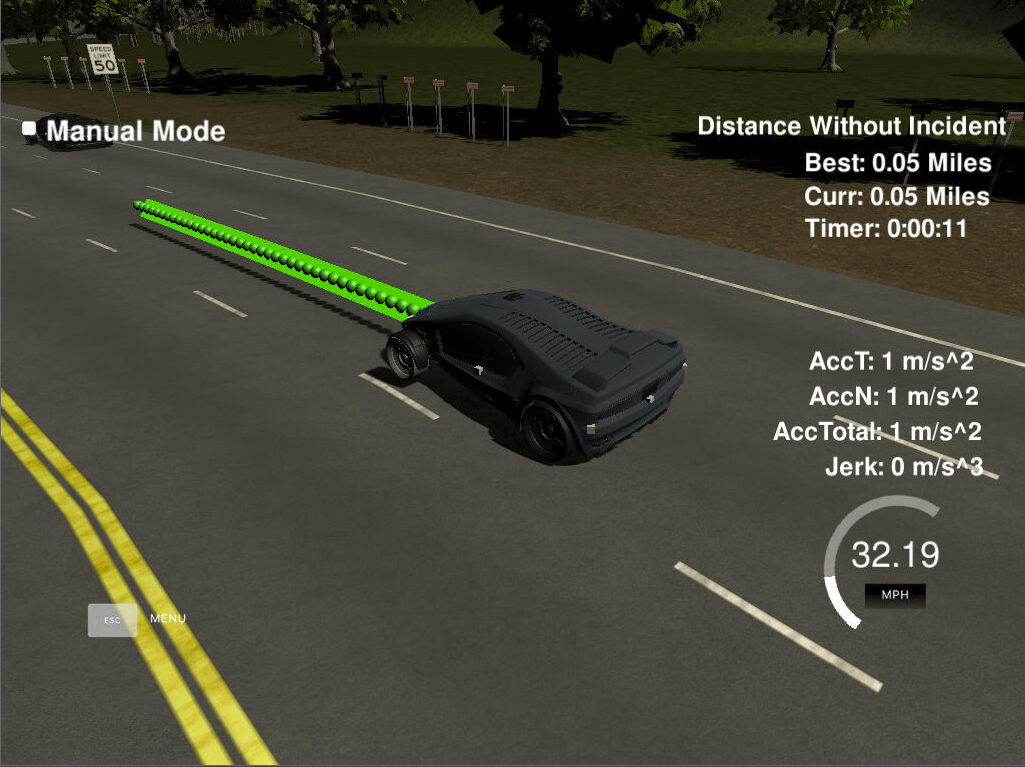 SPEED
LIMIT
50
Manual Mode
Distance Without Incident
Best: 0.05 Miles
Curr: 0.05 Miles
Timer: 0:00:11
AccT: 1 m/s^2
AccN: 1 m/s^2
AccTotal: 1 m/s^2
Jerk: 0 m/s^3
32.19
MPH
ESC MENU